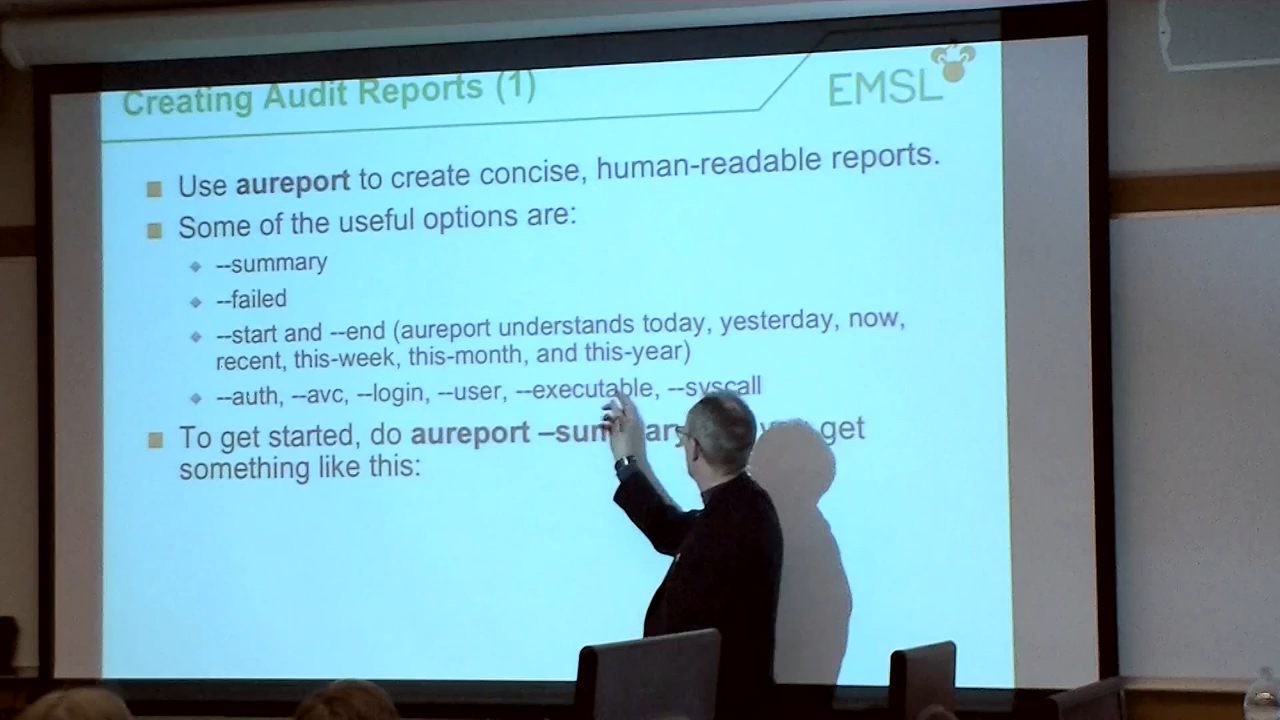 Creating Audit Reports (1)
EMSL
Use aureport to create concise, human-readable reports.
Some of the useful options are:
--summary
--failed
--start and --end (aureport understands today, yesterday, now,
recent, this-week, this-month, and this-year)
--auth, --avc, --login, --user, --executable, --syscall
To get started, do aureport get
something like this: